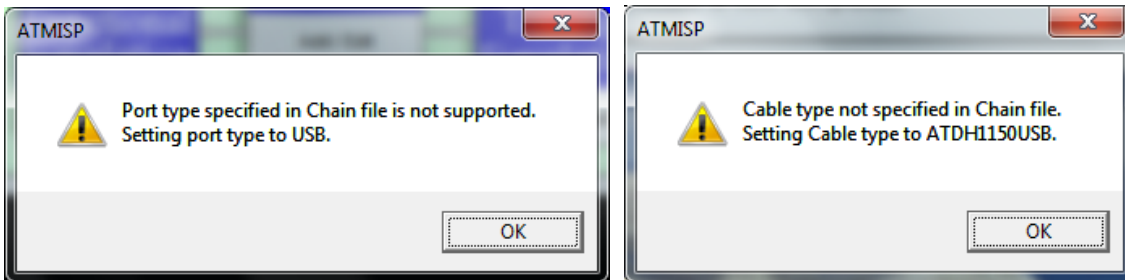 ATMISP
Port type specified in Chain file is not supported.
Setting port type to USB.
OK
ATMISP
Cable type not specified in Chain file.
Setting Cable type to ATDH1150USB.
OK